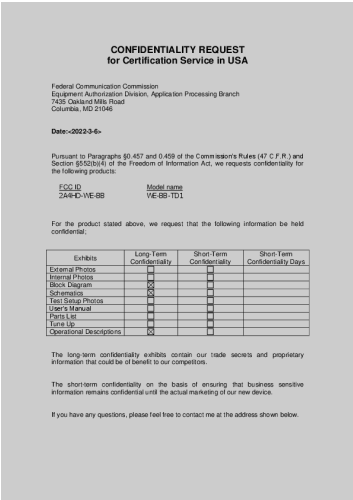 CONFIDENTIALITY REQUEST
for Certification Service in USA
Federal Communication Commission
Equipment Authorization Division, Application Processing Branch
7435 Oakland Mills Road
Columbia, MD 21046
Date:<2022-3-6>
Pursuant to Paragraphs §0.457 and 0.459 of the Commission's Rules (47 C.F.R.) and
Section §552(b)(4) of the Freedom of Information Act, we requests confidentiality for
the following products:
FCC ID Model name
2A4HD-WE-BB WE-BB-TD1
For the product stated above, we request that the following information be held
confidential;
Exhibits Long-Term Confidentiality Short-Term Confidentiality Short-Term Confidentiality Days
External Photos ☐ ☐
Internal Photos ☐ ☐
Block Diagram ☒ ☐
Schematics ☒ ☐
Test Setup Photos ☐ ☐
User's Manual ☐ ☐
Parts List ☐ ☐
Tune Up ☐ ☐
Operational Descriptions ☒ ☐
The long-term confidentiality exhibits contain our trade secrets and proprietary
information that could be of benefit to our competitors.
The short-term confidentiality on the basis of ensuring that business sensitive
information remains confidential until the actual marketing of our new device.
If you have any questions, please feel free to contact me at the address shown below.